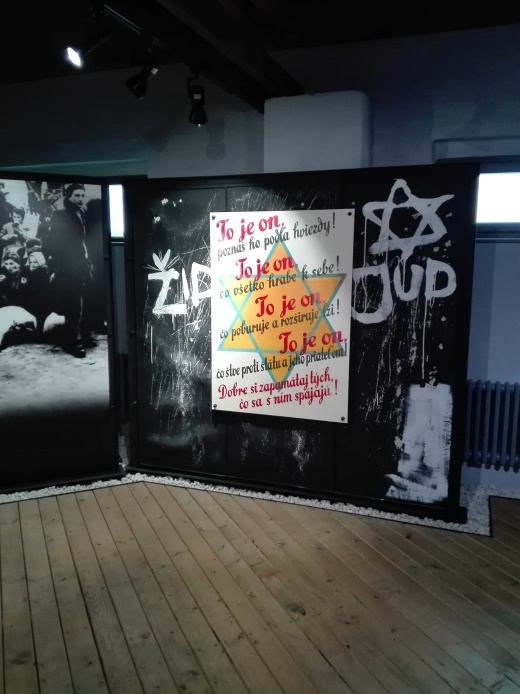 ŽID
To je on,
poznáš ho podľa hviezdy!
To je on,
čo všetko hrabe k sebe!
To je on,
čo poburuje a rozširuje lži!
To je on,
čo štve proti štátu a jeho priateľom!
Dobre si zapamätaj tých,
čo sa s ním spájajú!
JUD